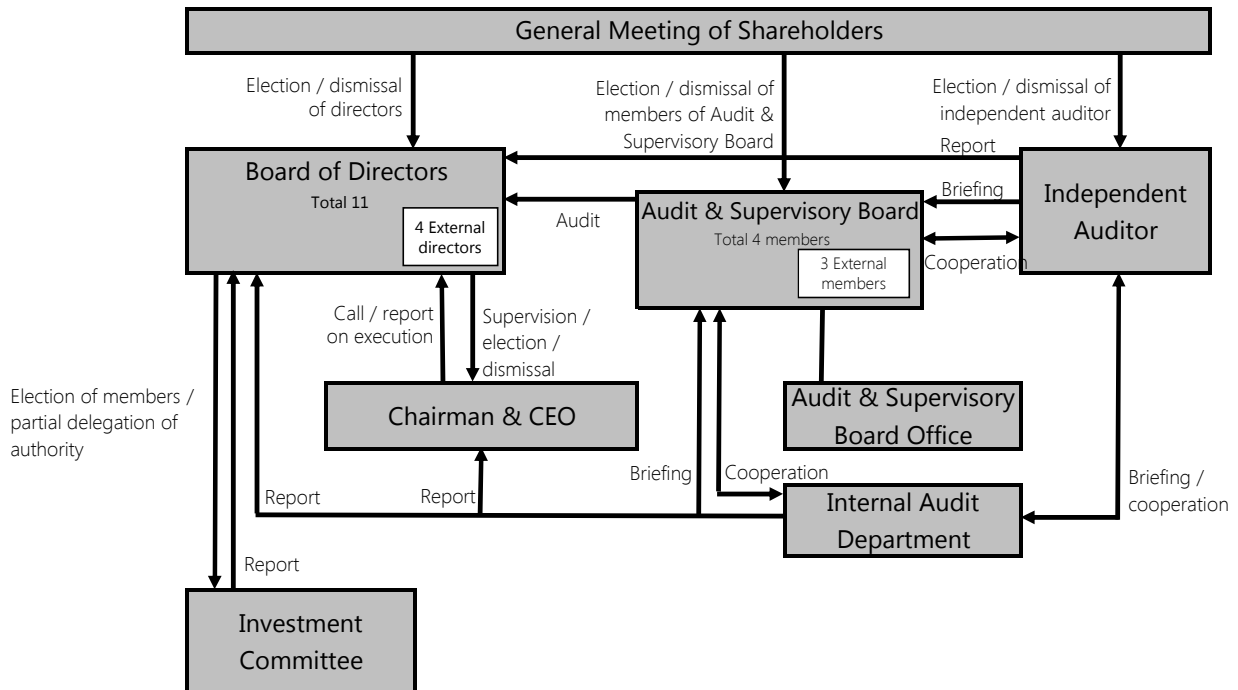 General Meeting of Shareholders
Election / dismissal
of directors
Election / dismissal of
members of Audit &
Supervisory Board
Election / dismissal of
independent auditor
Report
Board of Directors
Total 11
4 External
directors
Audit
Audit & Supervisory Board
Total 4 members
3 External
members
Briefing
Cooperation
Independent
Auditor
Call / report
on execution
Supervision /
election /
dismissal
Election of members /
partial delegation of
authority
Chairman & CEO
Audit & Supervisory
Board Office
Briefing
Cooperation
Briefing /
cooperation
Report
Report
Internal Audit
Department
Report
Investment
Committee